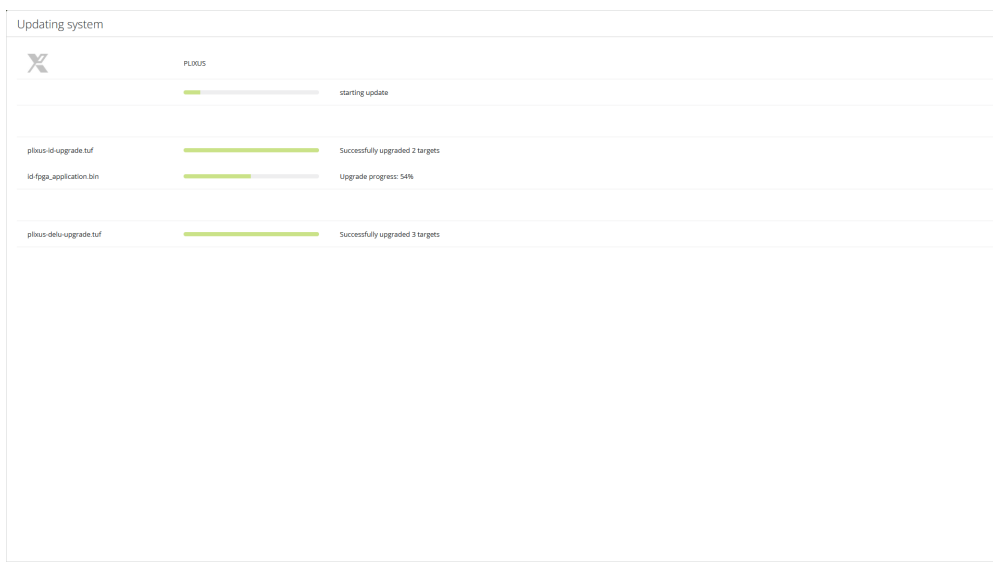 Updating system
PLIXUS
starting update
plixus-id-upgrade.tuf Successfully upgraded 2 targets
id-fpga_application.bin Upgrade progress: 54%
plixus-delu-upgrade.tuf Successfully upgraded 3 targets